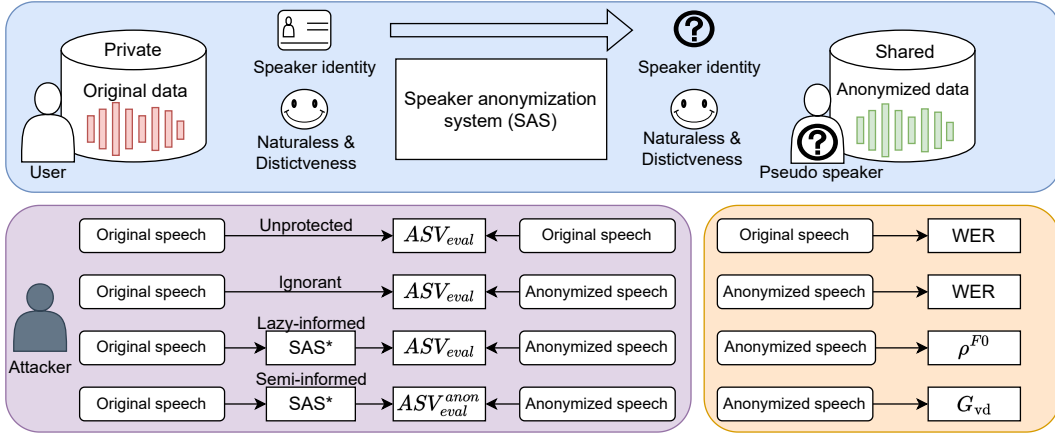 Private
Original data
User
Speaker identity
Naturaless &
Distictveness
Speaker anonymization
system (SAS)
?
Speaker identity
Naturaless &
Distictveness
Shared
Anonymized data
?
Pseudo speaker
Attacker
Original speech Unprotected ASV_eval Original speech
Original speech Ignorant ASV_eval Anonymized speech
Lazy-informed
Original speech SAS* ASV_eval Anonymized speech
Semi-informed
Original speech SAS* ASV_eval^anon Anonymized speech
Original speech WER
Anonymized speech WER
Anonymized speech ρ^F0
Anonymized speech G_vd